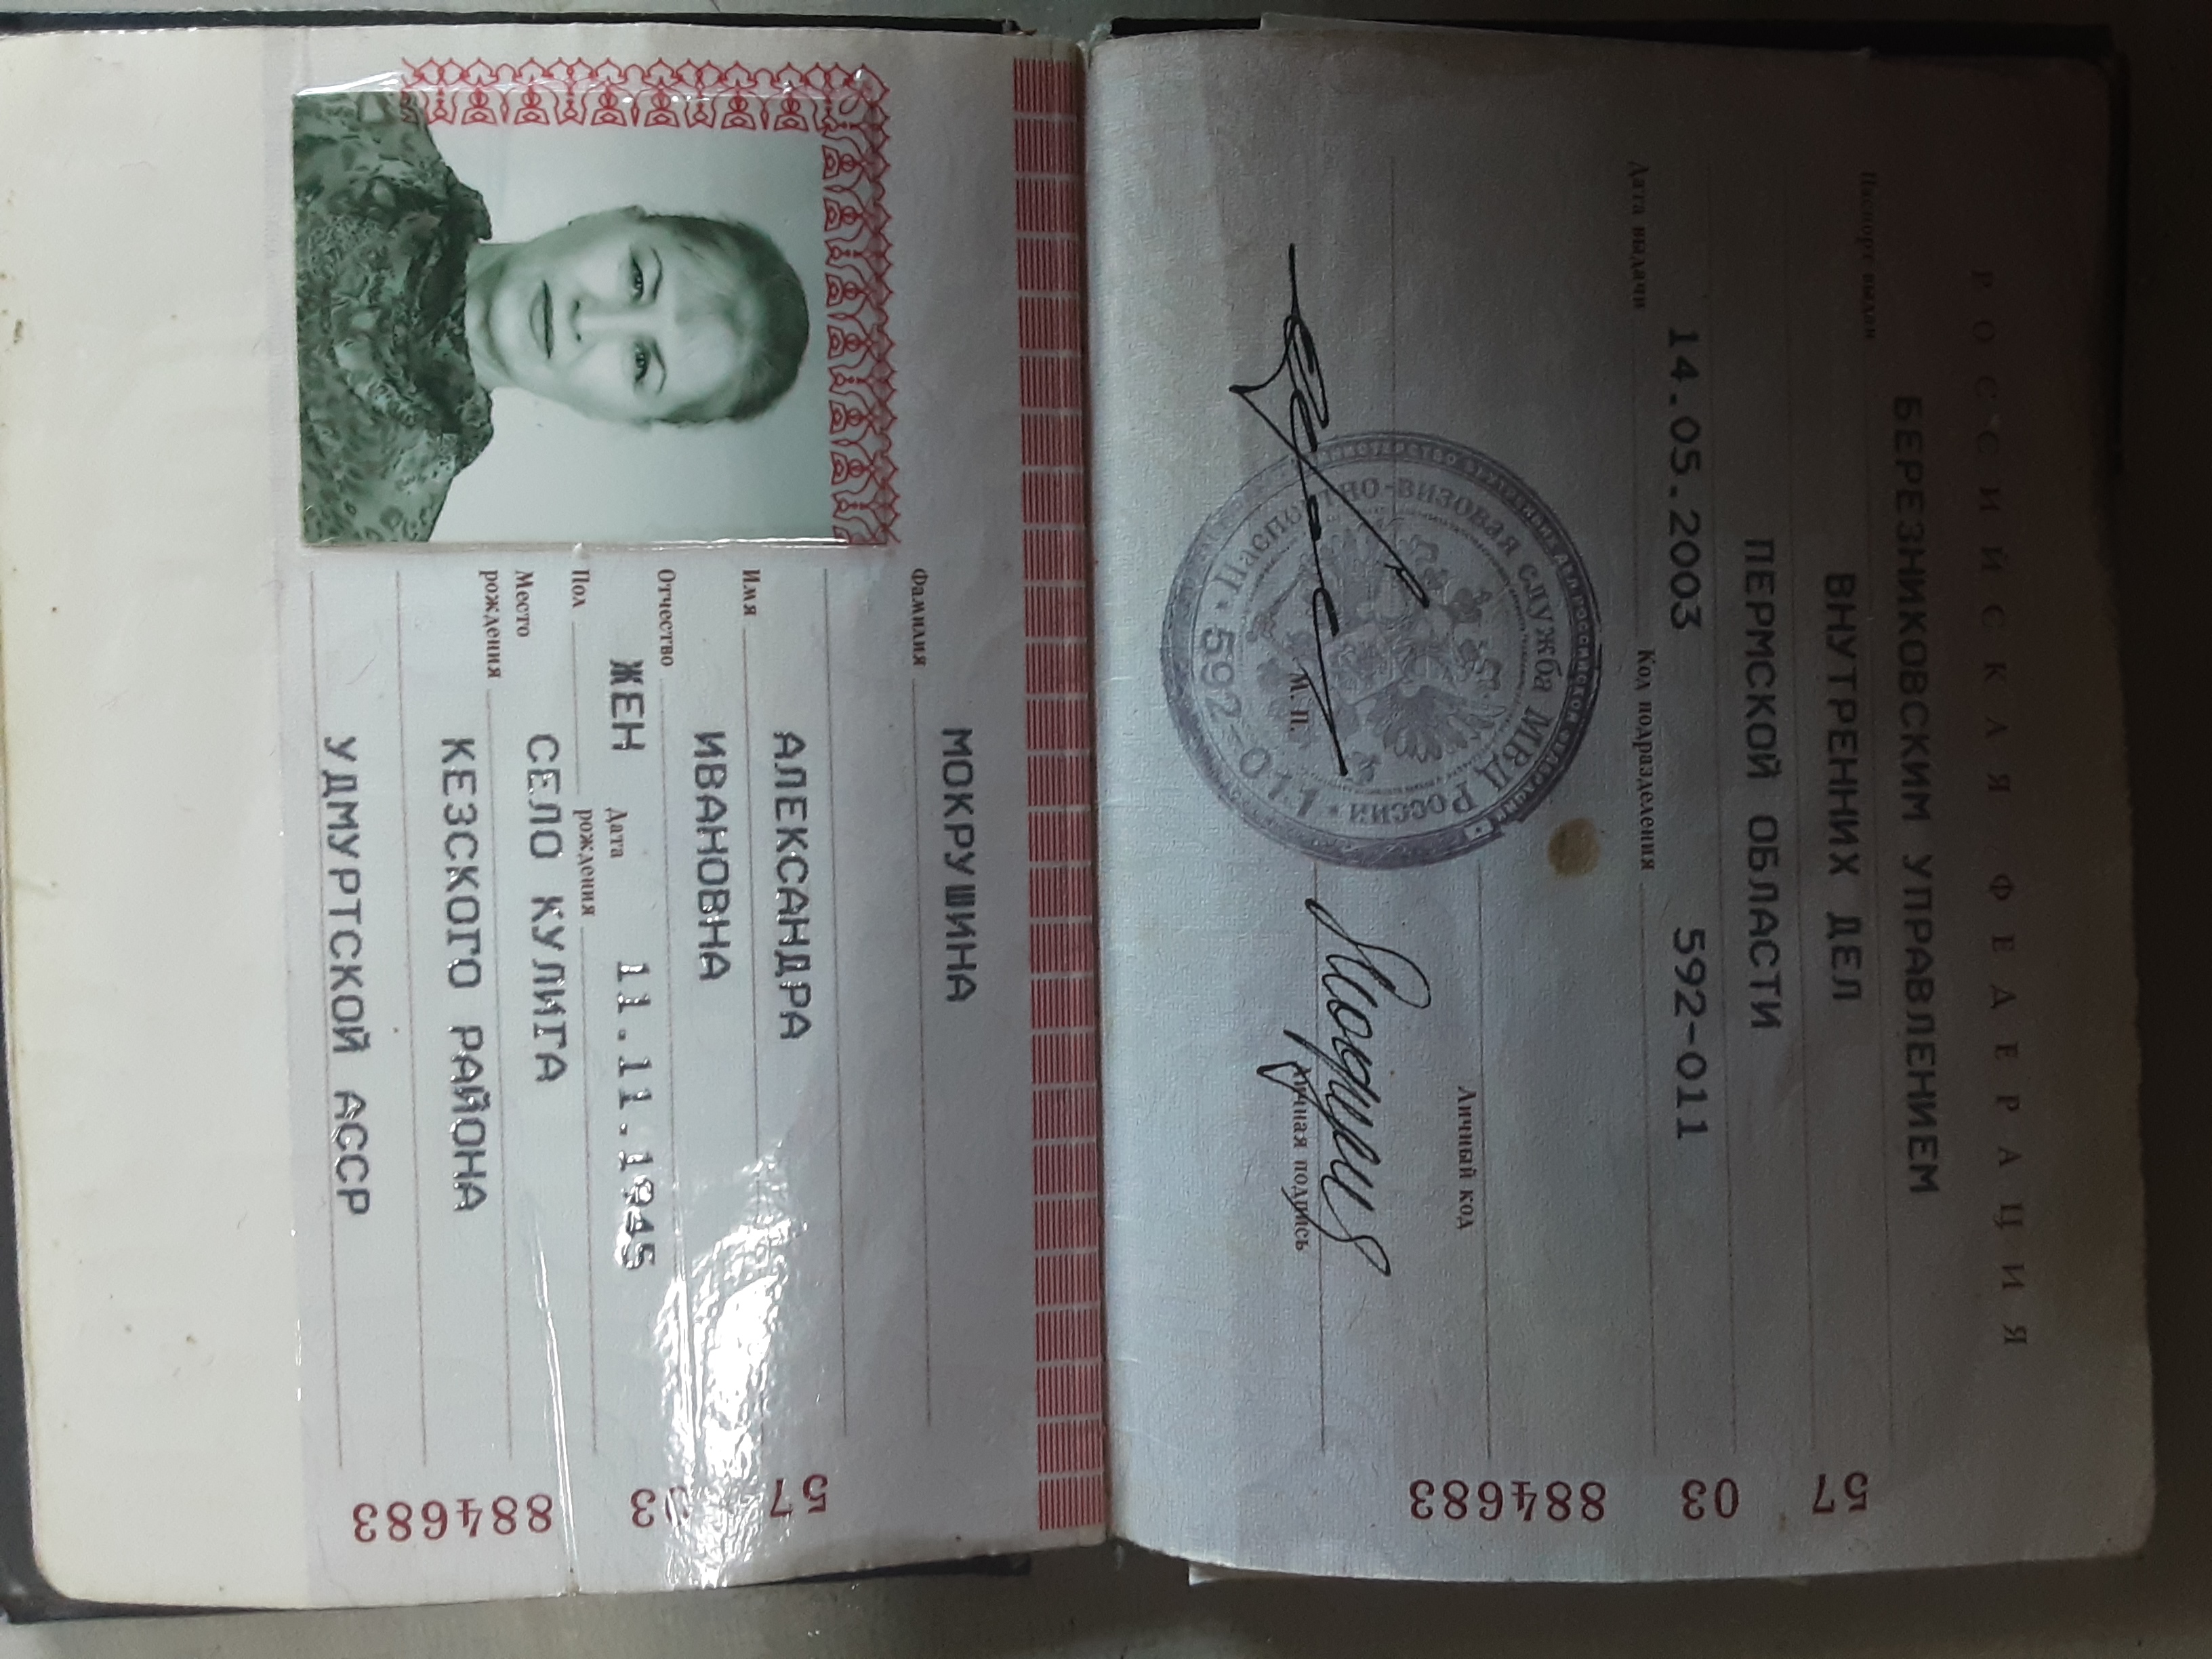 РОССИЙСКАЯ ФЕДЕРАЦИЯ
Паспорт выдан
БЕРЕЗНИКОВСКИМ УПРАВЛЕНИЕМ
ВНУТРЕННИХ ДЕЛ
ПЕРМСКОЙ ОБЛАСТИ
Дата выдачи 14.05.2003 Код подразделения 592-011
Личный код
Личная подпись
М. П.
Паспортно-визовая служба МВД России
592-011
57 03 884683
Фамилия МОКРУШИНА
Имя АЛЕКСАНДРА
Отчество ИВАНОВНА
Пол ЖЕН Дата рождения 11.11.1945
Место рождения СЕЛО КУЛИГА
КЕЗСКОГО РАЙОНА
УДМУРТСКОЙ АССР
57 03 884683